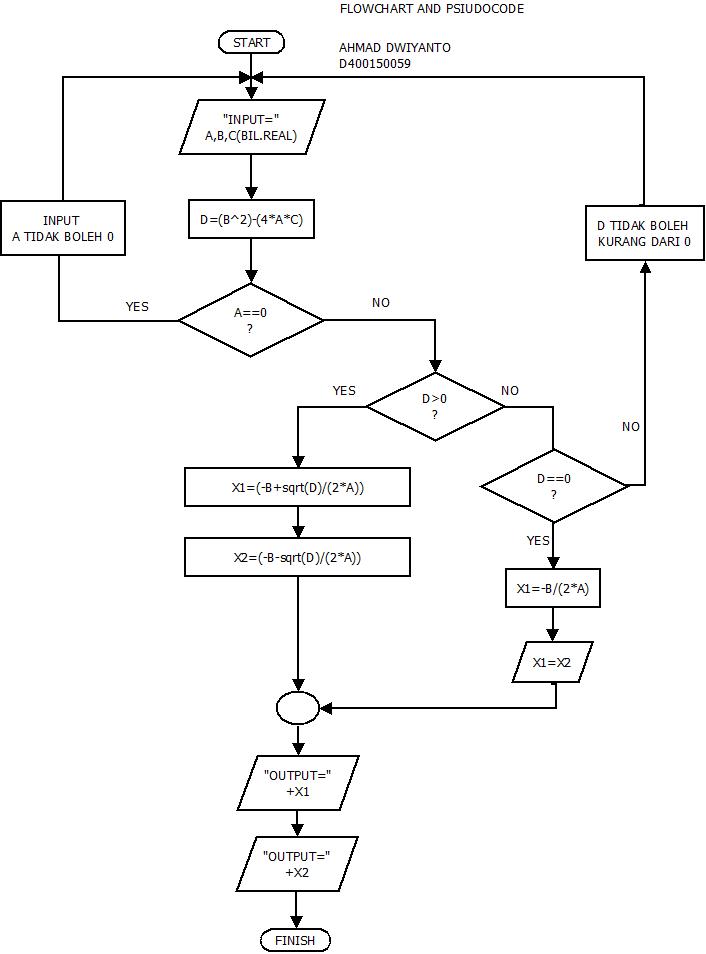 FLOWCHART AND PSIUDOCODE
START
AHMAD DWIYANTO
D400150059
"INPUT="
A,B,C(BIL.REAL)
INPUT
A TIDAK BOLEH 0
D=(B^2)-(4*A*C)
D TIDAK BOLEH
KURANG DARI 0
YES
A==0
?
NO
YES
D>0
?
NO
NO
X1=(-B+sqrt(D)/(2*A))
D==0
?
YES
X2=(-B-sqrt(D)/(2*A))
X1=-B/(2*A)
X1=X2
"OUTPUT="
+X1
"OUTPUT="
+X2
FINISH